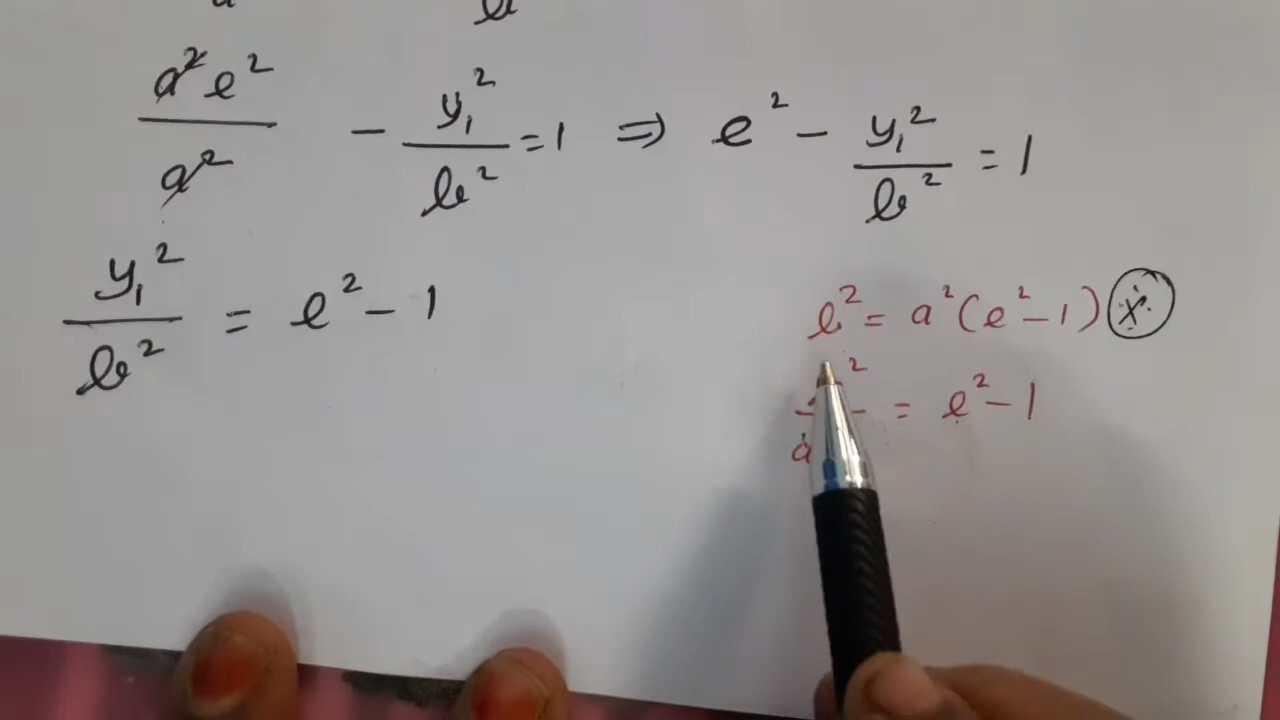 a²e²/a² - y₁²/b² = 1 ⇒ e² - y₁²/b² = 1
y₁²/b² = e² - 1
b² = a²(e² - 1) *
² = e² - 1
a